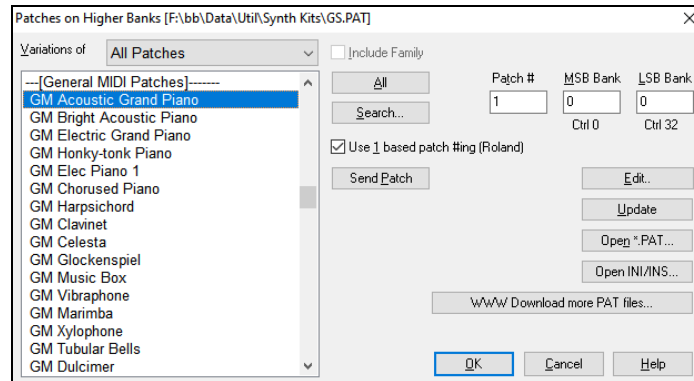 Patches on Higher Banks [F:\bb\Data\Util\Synth Kits\GS.PAT]
Variations of
All Patches
Include Family
---[General MIDI Patches]-------
GM Acoustic Grand Piano
GM Bright Acoustic Piano
GM Electric Grand Piano
GM Honky-tonk Piano
GM Elec Piano 1
GM Chorused Piano
GM Harpsichord
GM Clavinet
GM Celesta
GM Glockenspiel
GM Music Box
GM Vibraphone
GM Marimba
GM Xylophone
GM Tubular Bells
GM Dulcimer
All
Search...
Patch #
MSB Bank
LSB Bank
1
0
0
Ctrl 0
Ctrl 32
Use 1 based patch #ing (Roland)
Send Patch
Edit..
Update
Open *.PAT...
Open INI/INS...
WWW Download more PAT files...
OK
Cancel
Help